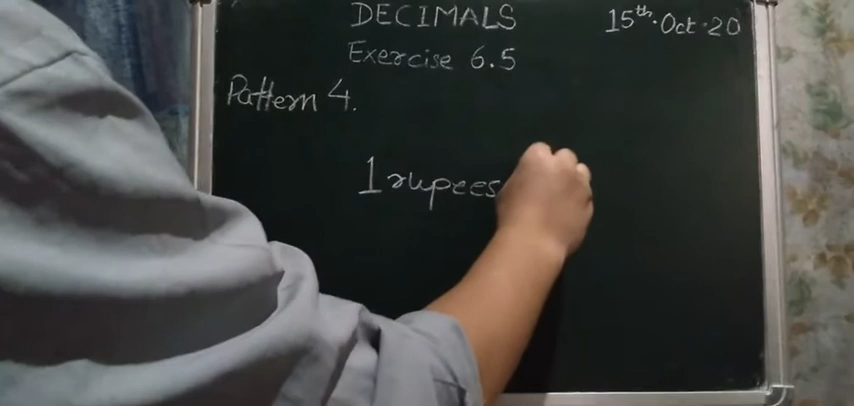 DECIMALS
15th. Oct. 20
Exercise 6.5
Pattern 4.
1 rupees